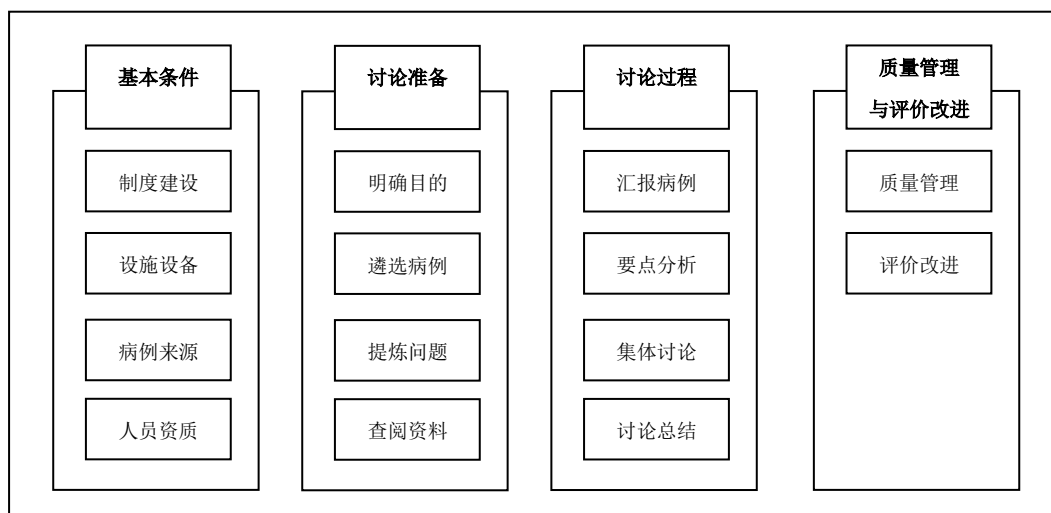 基本条件
制度建设
设施设备
病例来源
人员资质
讨论准备
明确目的
遴选病例
提炼问题
查阅资料
讨论过程
汇报病例
要点分析
集体讨论
讨论总结
质量管理
与评价改进
质量管理
评价改进